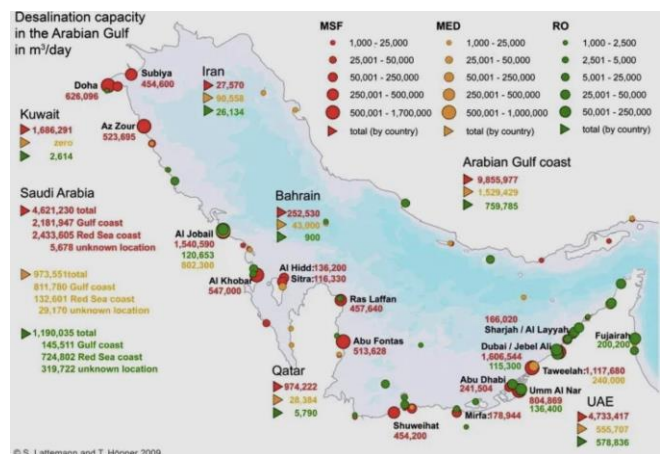 Desalination capacity
in the Arabian Gulf
in m³/day
MSF
1,000 - 25,000
25,001 - 50,000
50,001 - 250,000
250,001 - 500,000
500,001 - 1,700,000
total (by country)
MED
1,000 - 25,000
25,001 - 50,000
50,001 - 250,000
250,001 - 500,000
500,001 - 1,000,000
total (by country)
RO
1,000 - 2,500
2,501 - 5,000
5,001 - 25,000
25,001 - 50,000
50,001 - 250,000
total (by country)
Subiya
454,600
Doha
626,096
Iran
27,570
90,558
26,134
Kuwait
1,686,291
zero
2,614
Az Zour
523,695
Arabian Gulf coast
9,855,977
1,529,429
759,785
Saudi Arabia
4,621,230 total
2,181,947 Gulf coast
2,433,605 Red Sea coast
5,678 unknown location
973,551total
811,780 Gulf coast
132,601 Red Sea coast
29,170 unknown location
1,190,035 total
145,511 Gulf coast
724,802 Red Sea coast
319,722 unknown location
Bahrain
252,530
43,000
900
Al Jobail
1,540,590
120,653
802,300
Al Khobar
547,000
Al Hidd:136,200
Sitra:116,330
Ras Laffan
457,640
Abu Fontas
513,628
Qatar
974,222
28,384
5,790
166,020
Sharjah / Al Layyah
Dubai / Jebel Ali
1,606,544
115,300
Fujairah
200,200
Taweelah:1,117,680
240,000
Abu Dhabi
241,504
Umm Al Nar
804,869
136,400
Shuweihat
454,200
Mirfa:178,944
UAE
4,733,417
555,707
578,836
© S. Lattemann and T. Höpner 2009